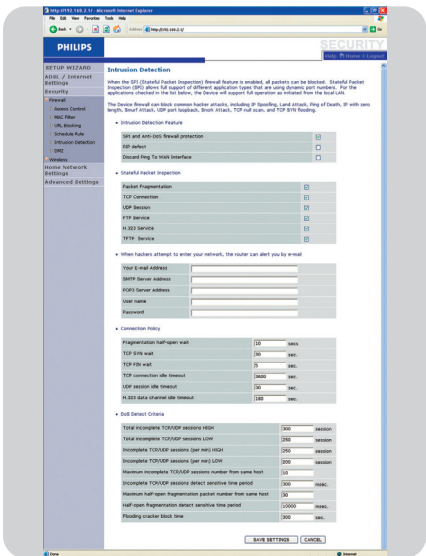 http://192.168.2.1/ - Microsoft Internet Explorer
File Edit View Favorites Tools Help
Back
Search
Favorites
Address http://192.168.2.1/
Go
PHILIPS
SECURITY
Help Home Logout
SETUP WIZARD
ADSL / Internet Settings
Security
Firewall
Access Control
MAC Filter
URL Blocking
Schedule Rule
Intrusion Detection
DMZ
Wireless
Home Network Settings
Advanced Settings
Intrusion Detection
When the SPI (Stateful Packet Inspection) firewall feature is enabled, all packets can be blocked. Stateful Packet
Inspection (SPI) allows full support of different application types that are using dynamic port numbers. For the
applications checked in the list below, the Device will support full operation as initiated from the local LAN.
The Device firewall can block common hacker attacks, including IP Spoofing, Land Attack, Ping of Death, IP with zero
length, Smurf Attack, UDP port loopback, Snork Attack, TCP null scan, and TCP SYN flooding.
Intrusion Detection Feature
SPI and Anti-DoS firewall protection
RIP defect
Discard Ping To WAN Interface
Stateful Packet Inspection
Packet Fragmentation
TCP Connection
UDP Session
FTP Service
H.323 Service
TFTP Service
When hackers attempt to enter your network, the router can alert you by e-mail
Your E-mail Address
SMTP Server Address
POP3 Server Address
User name
Password
Connection Policy
Fragmentation half-open wait 10 secs
TCP SYN wait 30 sec.
TCP FIN wait 5 sec.
TCP connection idle timeout 3600 sec.
UDP session idle timeout 30 sec.
H.323 data channel idle timeout 180 sec.
DoS Detect Criteria
Total incomplete TCP/UDP sessions HIGH 300 session
Total incomplete TCP/UDP sessions LOW 250 session
Incomplete TCP/UDP sessions (per min) HIGH 250 session
Incomplete TCP/UDP sessions (per min) LOW 200 session
Maximum incomplete TCP/UDP sessions number from same host 10
Incomplete TCP/UDP sessions detect sensitive time period 300 msec.
Maximum half-open fragmentation packet number from same host 30
Half-open fragmentation detect sensitive time period 10000 msec.
Flooding cracker block time 300 sec.
SAVE SETTINGS CANCEL
Done
Internet